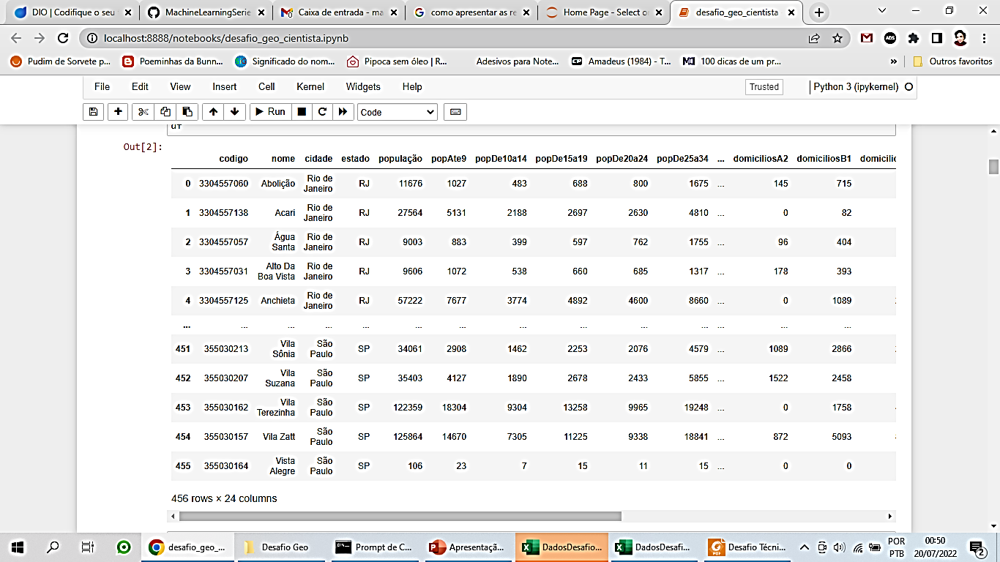 DIO | Codifique o seu
MachineLearningSerie
Caixa de entrada - ma
como apresentar as re
Home Page - Select o
desafio_geo_cientista
localhost:8888/notebooks/desafio_geo_cientista.ipynb
Pudim de Sorvete p...
Poeminhas da Bunn...
Significado do nom...
Pipoca sem óleo | R...
Adesivos para Note...
Amadeus (1984) - T...
100 dicas de um pr...
»
Outros favoritos
File Edit View Insert Cell Kernel Widgets Help
Trusted
Python 3 (ipykernel)
Run
Code
df
Out[2]:
codigo nome cidade estado população popAte9 popDe10a14 popDe15a19 popDe20a24 popDe25a34 ... domiciliosA2 domiciliosB1 domicilio
0 3304557060 Abolição Rio de Janeiro RJ 11676 1027 483 688 800 1675 ... 145 715
1 3304557138 Acari Rio de Janeiro RJ 27564 5131 2188 2697 2630 4810 ... 0 82
2 3304557057 Água Santa Rio de Janeiro RJ 9003 883 399 597 762 1755 ... 96 404
3 3304557031 Alto Da Boa Vista Rio de Janeiro RJ 9606 1072 538 660 685 1317 ... 178 393
4 3304557125 Anchieta Rio de Janeiro RJ 57222 7677 3774 4892 4600 8660 ... 0 1089
... ... ... ... ... ... ... ... ... ... ... ... ... ...
451 355030213 Vila Sônia São Paulo SP 34061 2908 1462 2253 2076 4579 ... 1089 2866
452 355030207 Vila Suzana São Paulo SP 35403 4127 1890 2678 2433 5855 ... 1522 2458
453 355030162 Vila Terezinha São Paulo SP 122359 18304 9304 13258 9965 19248 ... 0 1758
454 355030157 Vila Zatt São Paulo SP 125864 14670 7305 11225 9338 18841 ... 872 5093
455 355030164 Vista Alegre São Paulo SP 106 23 7 15 11 15 ... 0 0
456 rows × 24 columns
desafio_geo_...
Desafio Geo
Prompt de C...
Apresentaçã...
DadosDesafio...
DadosDesafi...
Desafio Técni...
POR
PTB
00:50
20/07/2022
2